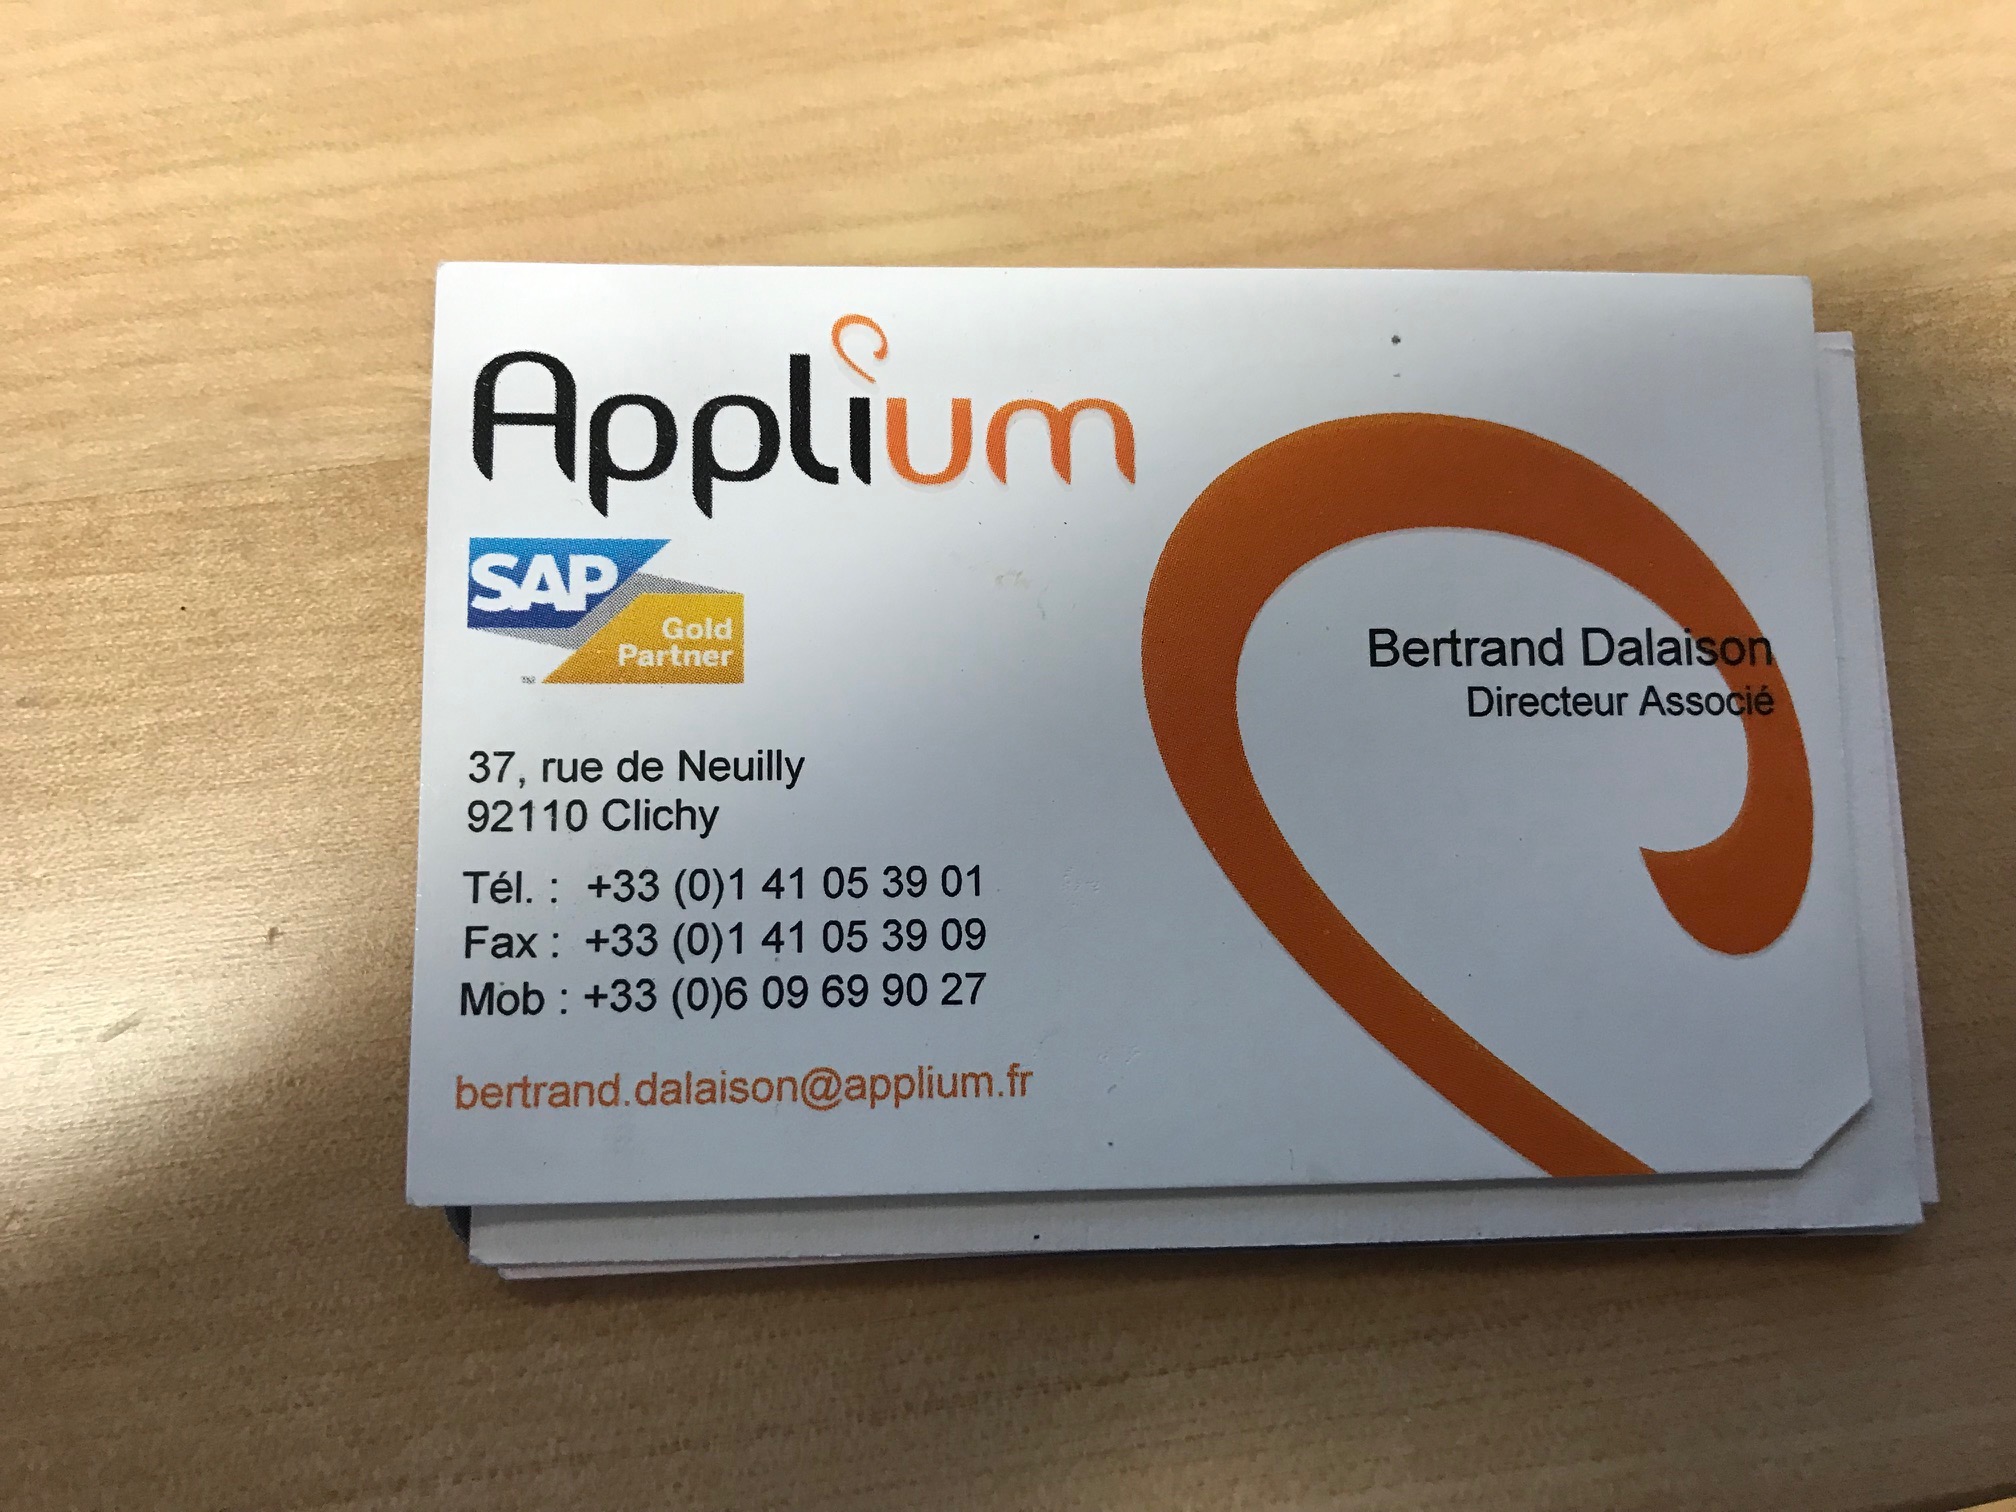 Applium
SAP
Gold
Partner
TM
Bertrand Dalaison
Directeur Associé
37, rue de Neuilly
92110 Clichy
Tél. : +33 (0)1 41 05 39 01
Fax : +33 (0)1 41 05 39 09
Mob : +33 (0)6 09 69 90 27
bertrand.dalaison@applium.fr